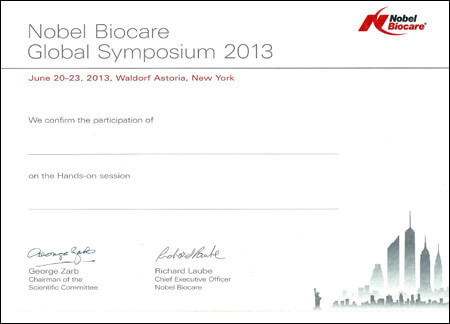 Nobel Biocare
Global Symposium 2013
Nobel
Biocare®
June 20–23, 2013, Waldorf Astoria, New York
We confirm the participation of
on the Hands-on session
George Zarb
Richard Laube
George Zarb
Chairman of the
Scientific Committee
Richard Laube
Chief Executive Officer
Nobel Biocare